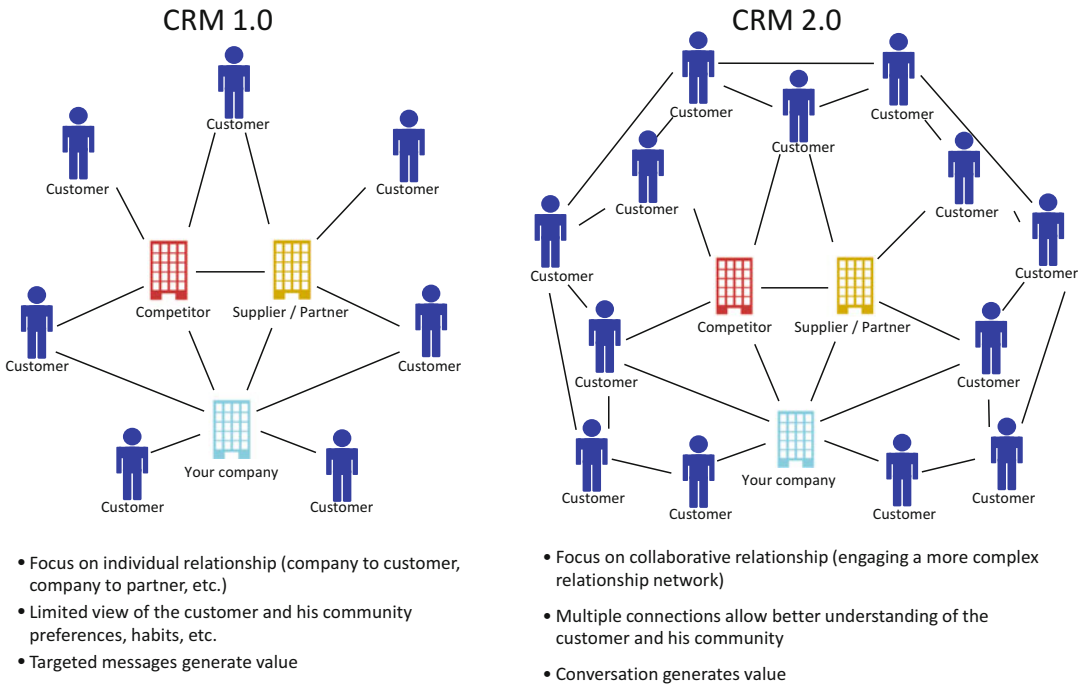 CRM 1.0
Customer
Customer
Customer
Competitor
Supplier / Partner
Customer
Customer
Your company
Customer
Customer
• Focus on individual relationship (company to customer,
company to partner, etc.)
• Limited view of the customer and his community
preferences, habits, etc.
• Targeted messages generate value
CRM 2.0
Customer
Customer
Customer
Customer
Customer
Customer
Customer
Competitor
Supplier / Partner
Customer
Customer
Your company
Customer
Customer
Customer
Customer
• Focus on collaborative relationship (engaging a more complex
relationship network)
• Multiple connections allow better understanding of the
customer and his community
• Conversation generates value